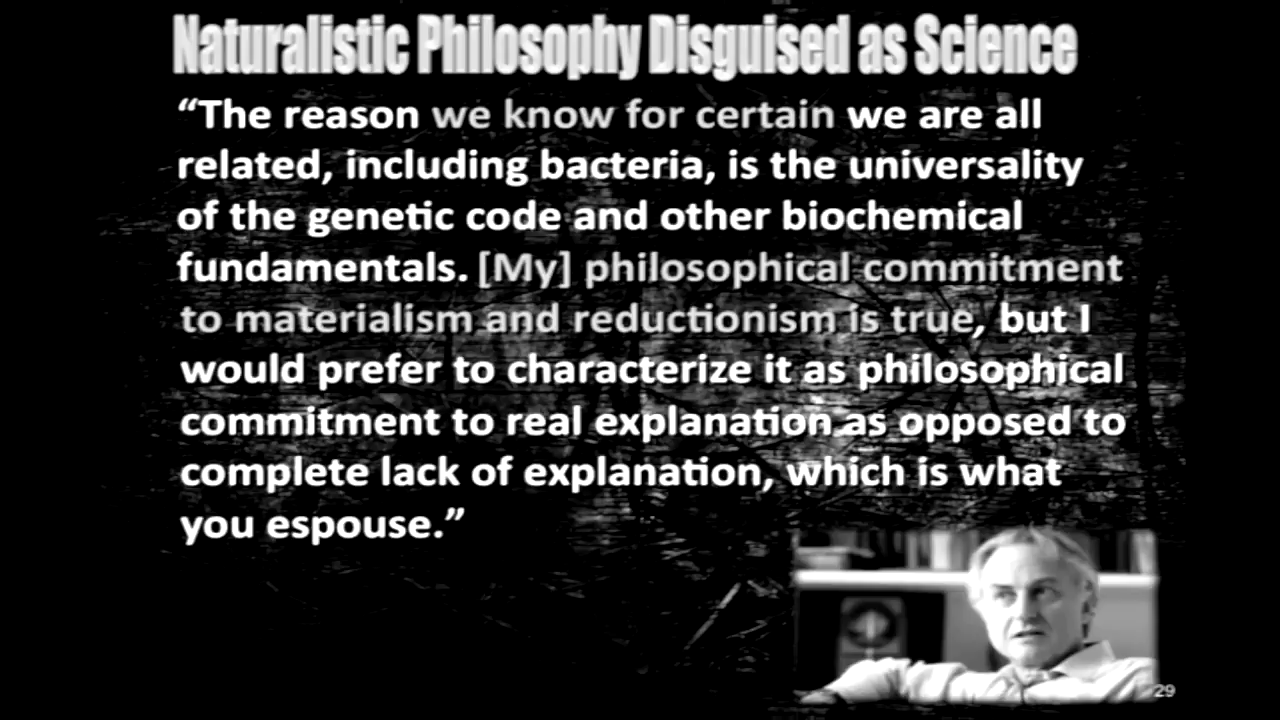 Naturalistic Philosophy Disguised as Science
“The reason we know for certain we are all
related, including bacteria, is the universality
of the genetic code and other biochemical
fundamentals. [My] philosophical commitment
to materialism and reductionism is true, but I
would prefer to characterize it as philosophical
commitment to real explanation as opposed to
complete lack of explanation, which is what
you espouse.”
29